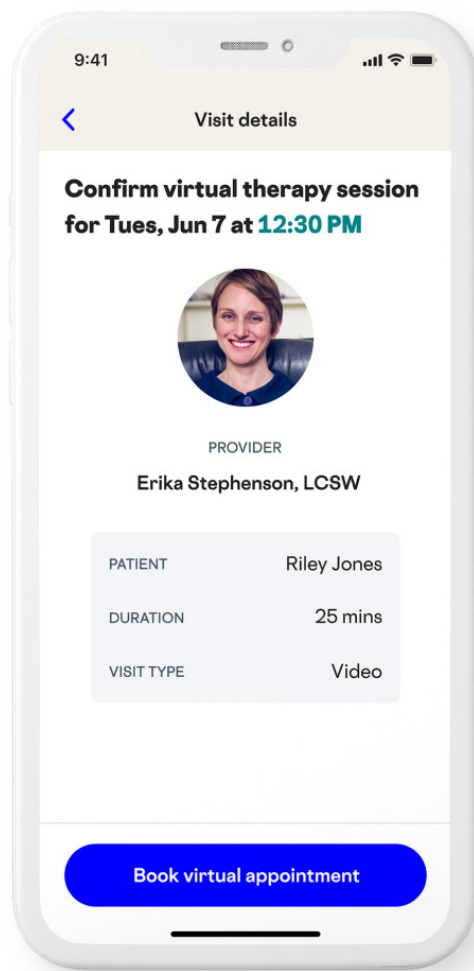 9:41
Visit details
Confirm virtual therapy session
for Tues, Jun 7 at 12:30 PM
PROVIDER
Erika Stephenson, LCSW
PATIENT Riley Jones
DURATION 25 mins
VISIT TYPE Video
Book virtual appointment